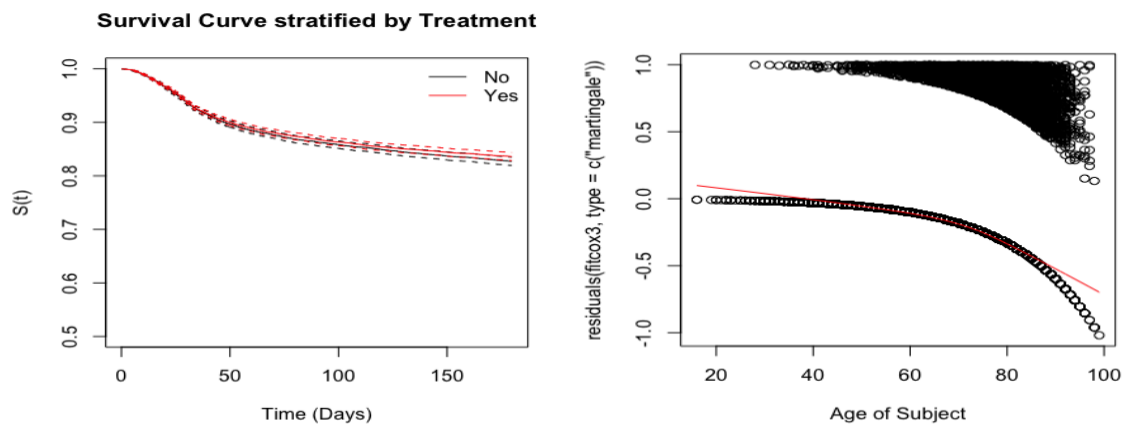 Survival Curve stratified by Treatment
S(t)
1.0
0.9
0.8
0.7
0.6
0.5
No
Yes
0
50
100
150
Time (Days)
residuals(fitcox3, type = c("martingale"))
1.0
0.5
0.0
-0.5
-1.0
20
40
60
80
100
Age of Subject